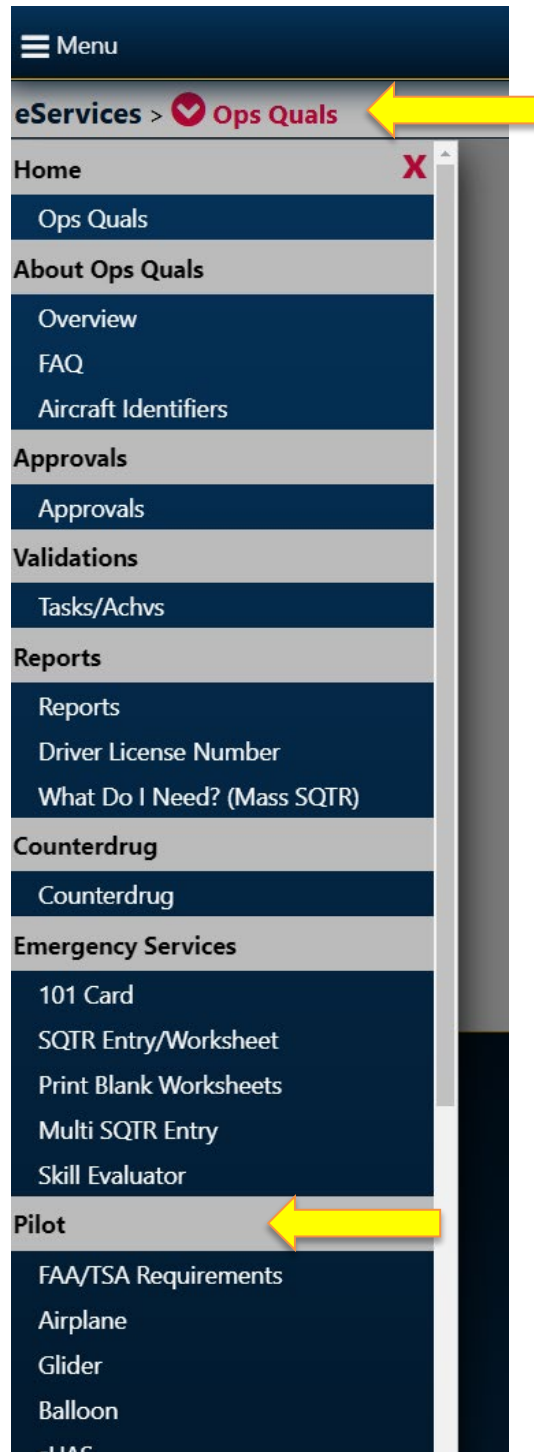 Menu
eServices > Ops Quals
Home X
Ops Quals
About Ops Quals
Overview
FAQ
Aircraft Identifiers
Approvals
Approvals
Validations
Tasks/Achvs
Reports
Reports
Driver License Number
What Do I Need? (Mass SQTR)
Counterdrug
Counterdrug
Emergency Services
101 Card
SQTR Entry/Worksheet
Print Blank Worksheets
Multi SQTR Entry
Skill Evaluator
Pilot
FAA/TSA Requirements
Airplane
Glider
Balloon